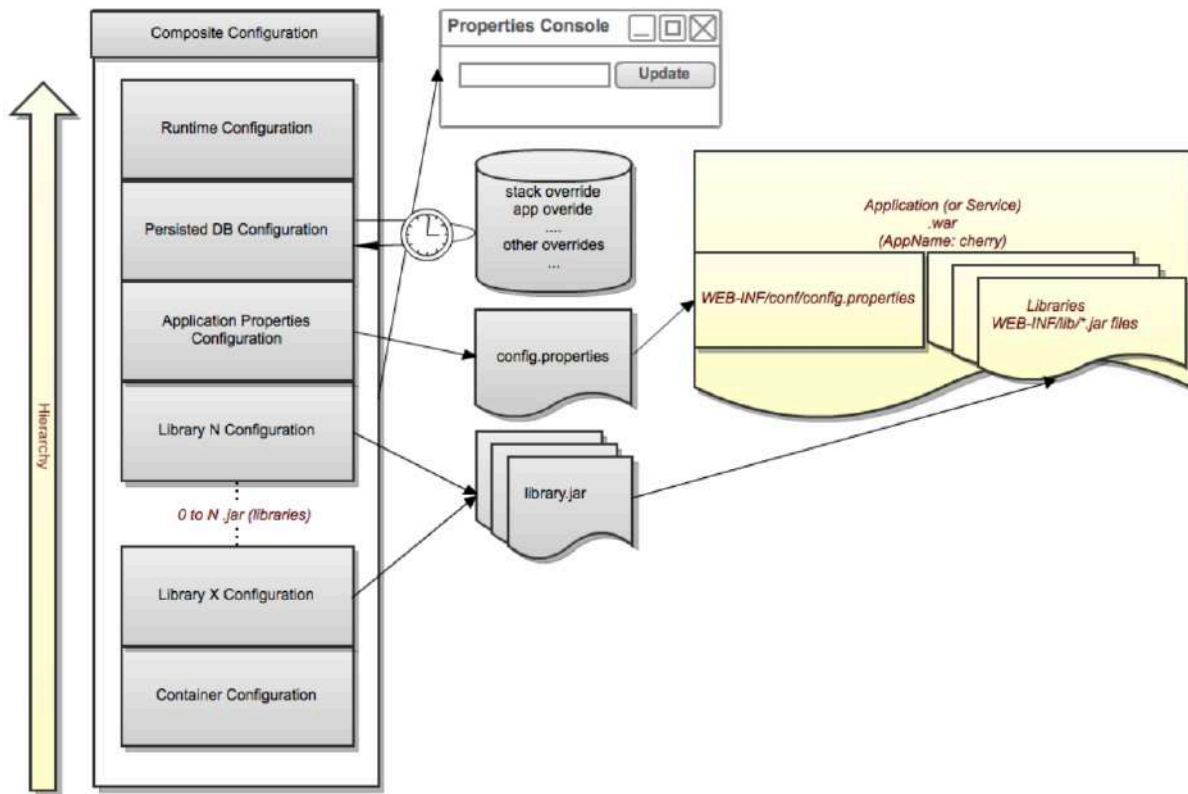 Composite Configuration
Properties Console
Update
Runtime Configuration
Persisted DB Configuration
Application Properties
Configuration
Library N Configuration
0 to N .jar (libraries)
Library X Configuration
Container Configuration
Hierarchy
stack override
app overide
....
other overrides
...
config.properties
library.jar
Application (or Service)
.war
(AppName: cherry)
WEB-INF/conf/config.properties
Libraries
WEB-INF/lib/*.jar files